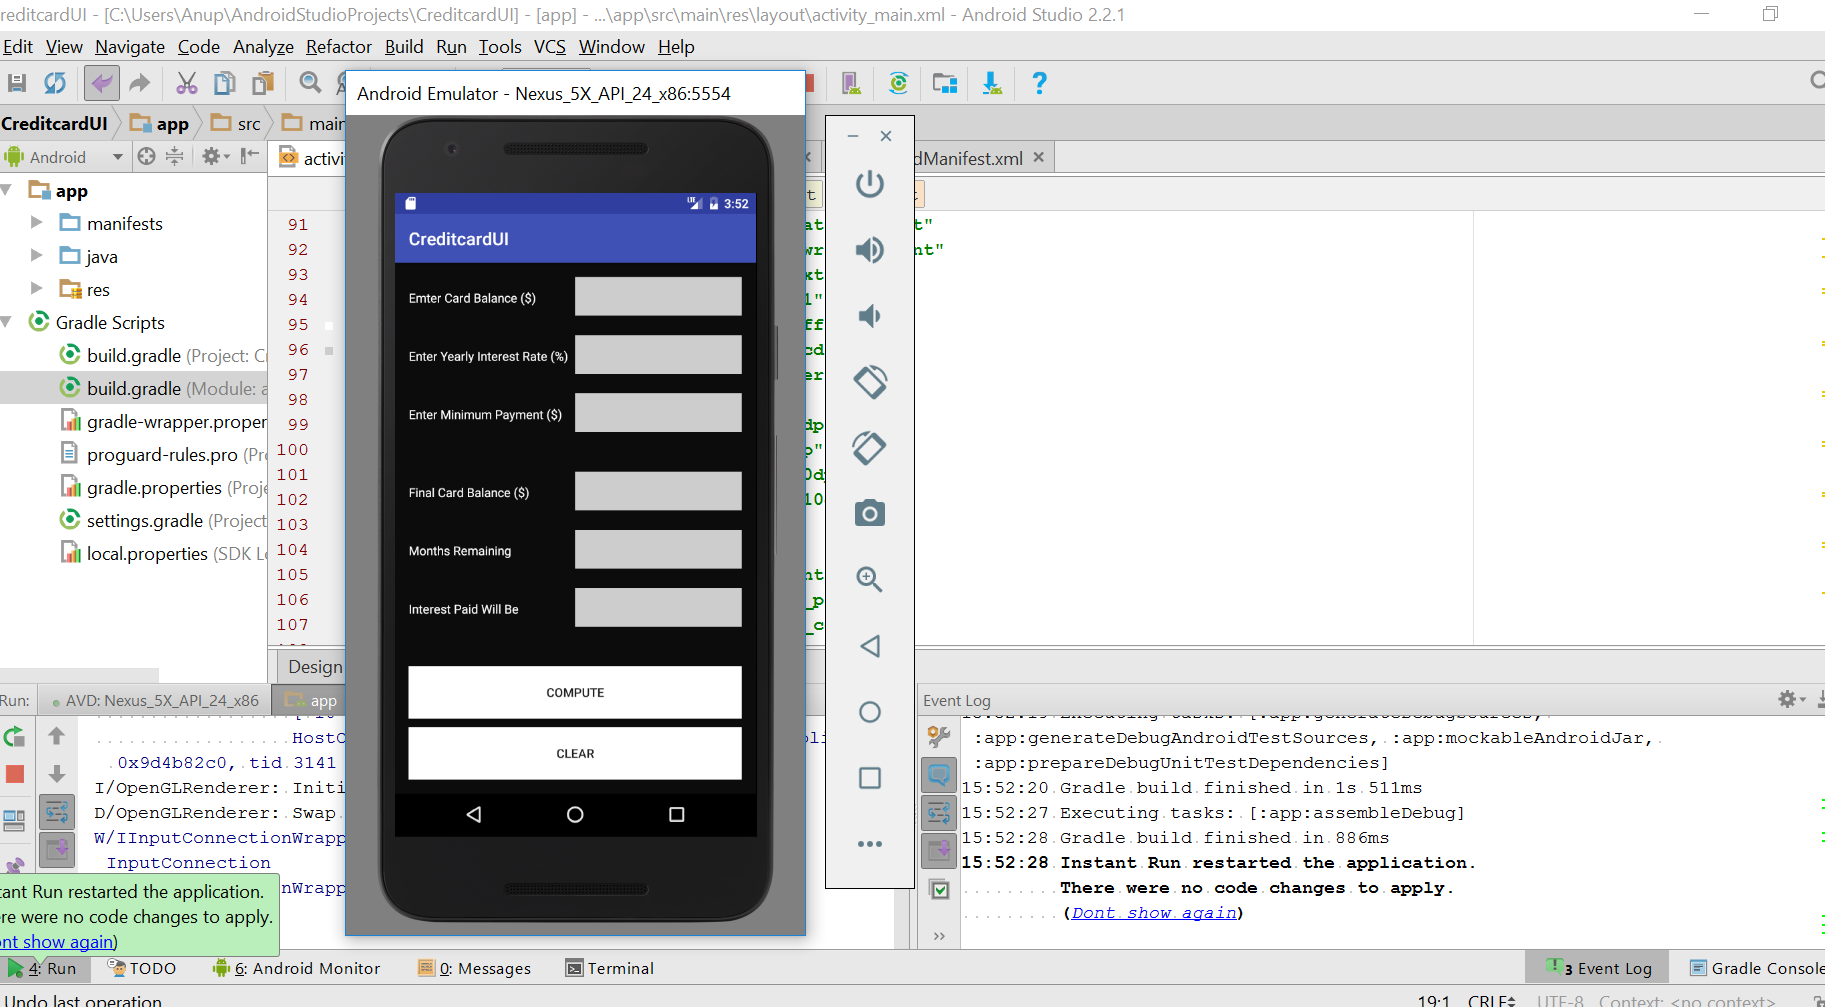 reditcardUI - [C:\Users\Anup\AndroidStudioProjects\CreditcardUI] - [app] - ...\app\src\main\res\layout\activity_main.xml - Android Studio 2.2.1
Edit View Navigate Code Analyze Refactor Build Run Tools VCS Window Help
Android Emulator - Nexus_5X_API_24_x86:5554
CreditcardUI app src main
Android
activi
dManifest.xml
app
manifests
java
res
Gradle Scripts
build.gradle (Project: C
build.gradle (Module: a
gradle-wrapper.proper
proguard-rules.pro (Pr
gradle.properties (Proje
settings.gradle (Project
local.properties (SDK L
91
92
93
94
95
96
97
98
99
100
101
102
103
104
105
106
107
3:52
CreditcardUI
Emter Card Balance ($)
Enter Yearly Interest Rate (%)
Enter Minimum Payment ($)
Final Card Balance ($)
Months Remaining
Interest Paid Will Be
COMPUTE
CLEAR
Design
Run: AVD: Nexus_5X_API_24_x86 app
HostC
0x9d4b82c0, tid 3141
I/OpenGLRenderer: Initi
D/OpenGLRenderer: Swap
W/IInputConnectionWrapp
InputConnection
onWrapp
tant Run restarted the application.
ere were no code changes to apply.
ont show again)
Event Log
:app:generateDebugAndroidTestSources, :app:mockableAndroidJar,
:app:prepareDebugUnitTestDependencies]
15:52:20 Gradle build finished in 1s 511ms
15:52:27 Executing tasks: [:app:assembleDebug]
15:52:28 Gradle build finished in 886ms
15:52:28 Instant Run restarted the application.
There were no code changes to apply.
(Dont show again)
4: Run TODO 6: Android Monitor 0: Messages Terminal 3 Event Log Gradle Console
Undo last operation 19:1 CRLF UTF-8 Context: <no context>